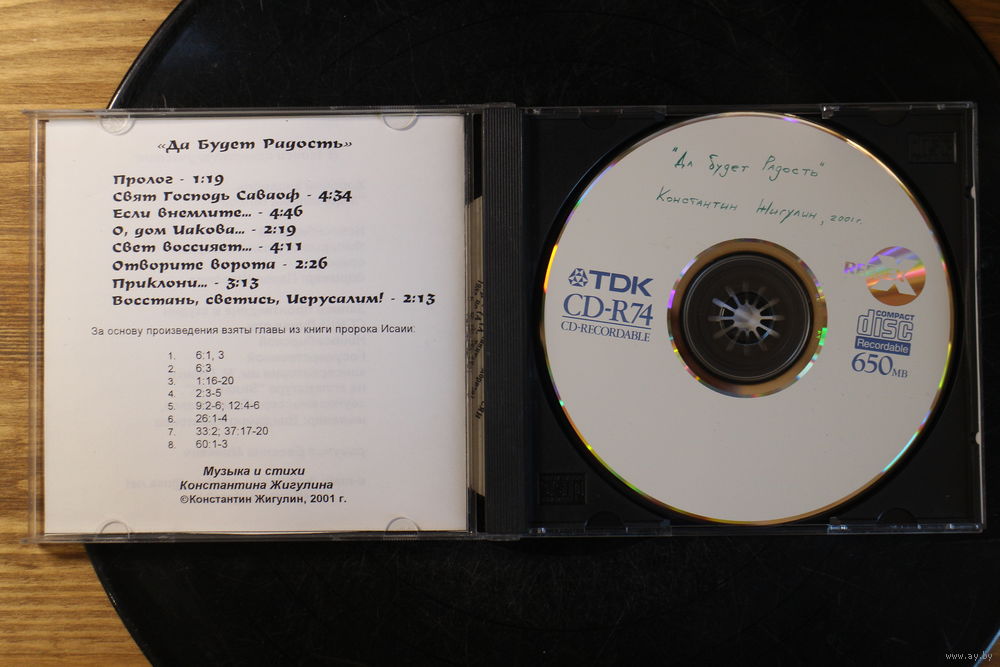 «Да Будет Радость»
Пролог - 1:19
Свят Господь Саваоф - 4:34
Если внемлите... - 4:46
О, дом Иакова... - 2:19
Свет воссияет... - 4:11
Отворите ворота - 2:26
Приклони... - 3:13
Восстань, светись, Иерусалим! - 2:13
За основу произведения взяты главы из книги пророка Исаии:
1. 6:1, 3
2. 6:3
3. 1:16-20
4. 2:3-5
5. 9:2-6; 12:4-6
6. 26:1-4
7. 33:2; 37:17-20
8. 60:1-3
Музыка и стихи
Константина Жигулина
©Константин Жигулин, 2001 г.
"Да будет Радость"
Константин Жигулин, 2001г.
TDK
CD-R74
CD-RECORDABLE
COMPACT
disc
Recordable
650 MB
www.ay.by